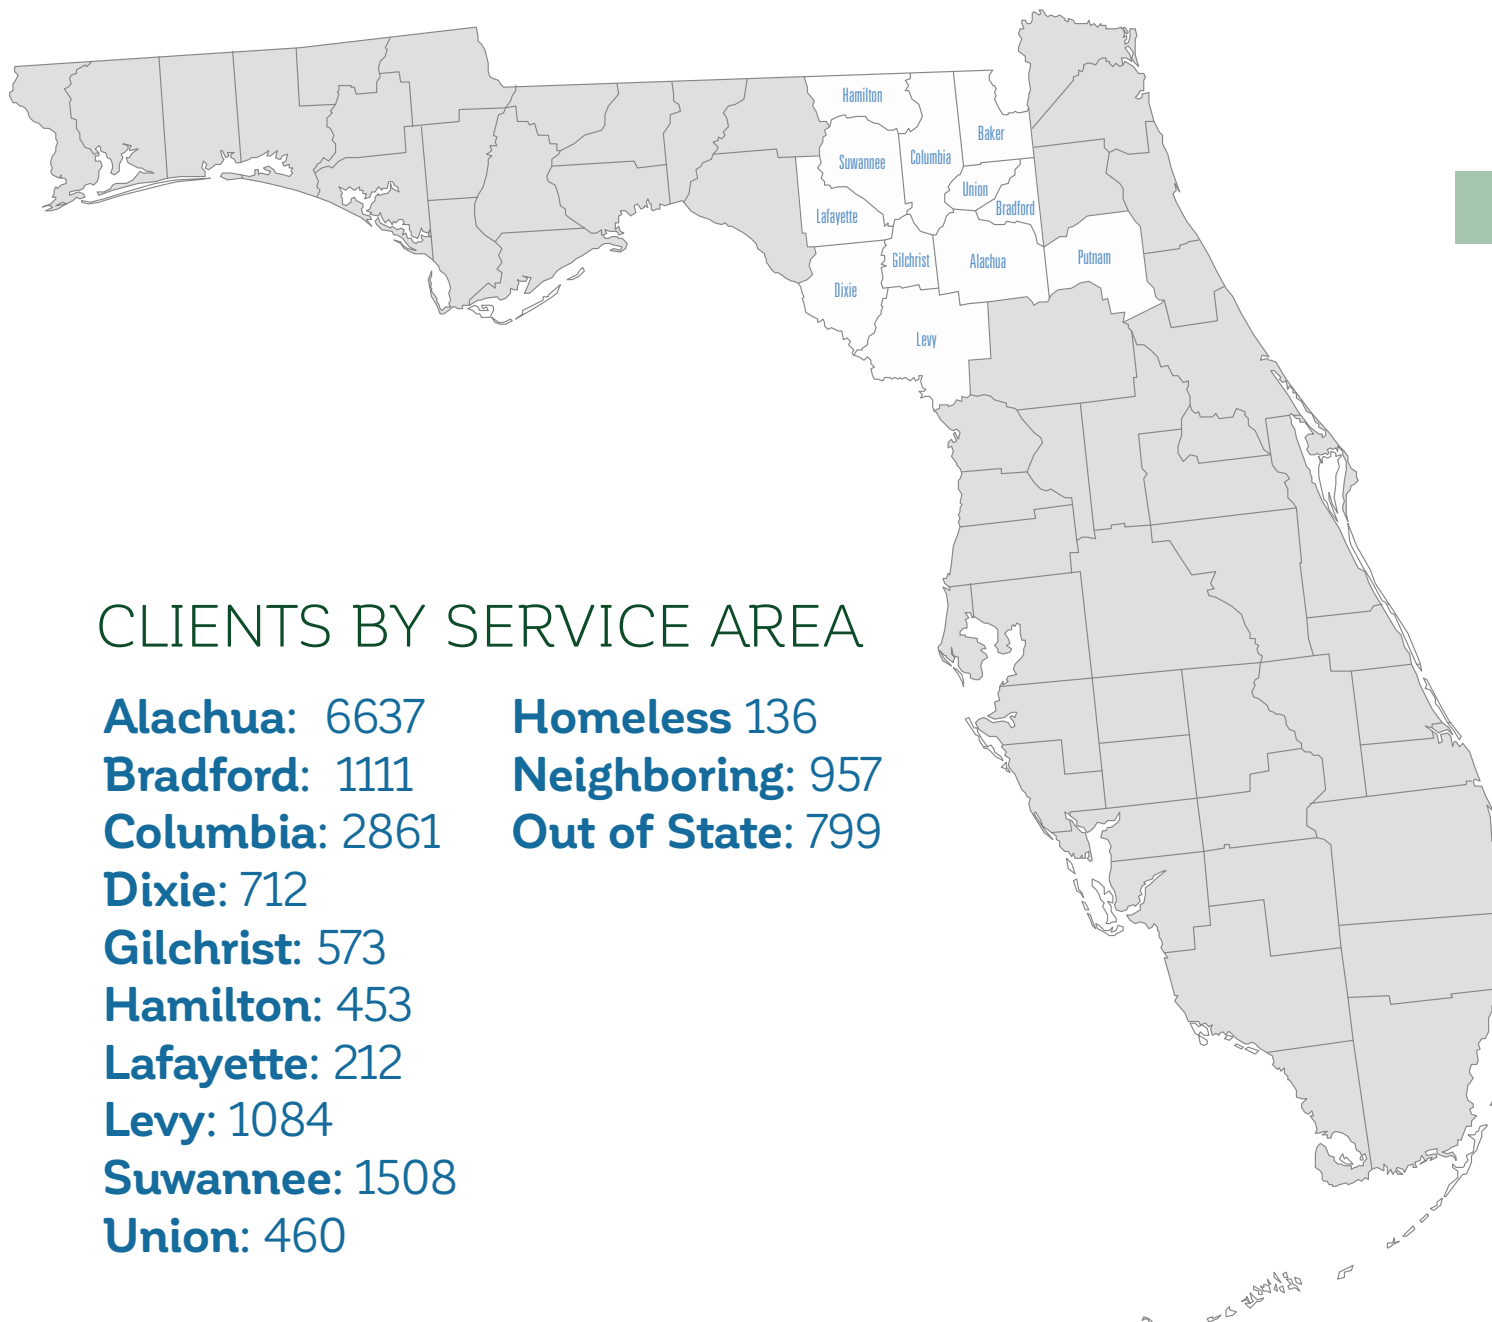 Hamilton
Baker
Suwannee
Columbia
Union
Bradford
Lafayette
Gilchrist
Alachua
Putnam
Dixie
Levy
CLIENTS BY SERVICE AREA
Alachua: 6637
Bradford: 1111
Columbia: 2861
Dixie: 712
Gilchrist: 573
Hamilton: 453
Lafayette: 212
Levy: 1084
Suwannee: 1508
Union: 460
Homeless 136
Neighboring: 957
Out of State: 799